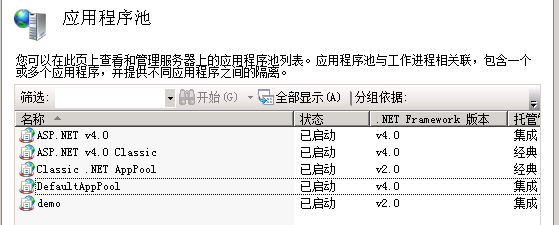 应用程序池
您可以在此页上查看和管理服务器上的应用程序池列表。应用程序池与工作进程相关联，包含一个
或多个应用程序，并提供不同应用程序之间的隔离。
筛选: 开始(G) 全部显示(A) 分组依据:
名称 状态 .NET Framework 版本 托管
ASP.NET v4.0 已启动 v4.0 集成
ASP.NET v4.0 Classic 已启动 v4.0 经典
Classic .NET AppPool 已启动 v2.0 经典
DefaultAppPool 已启动 v4.0 集成
demo 已启动 v2.0 集成